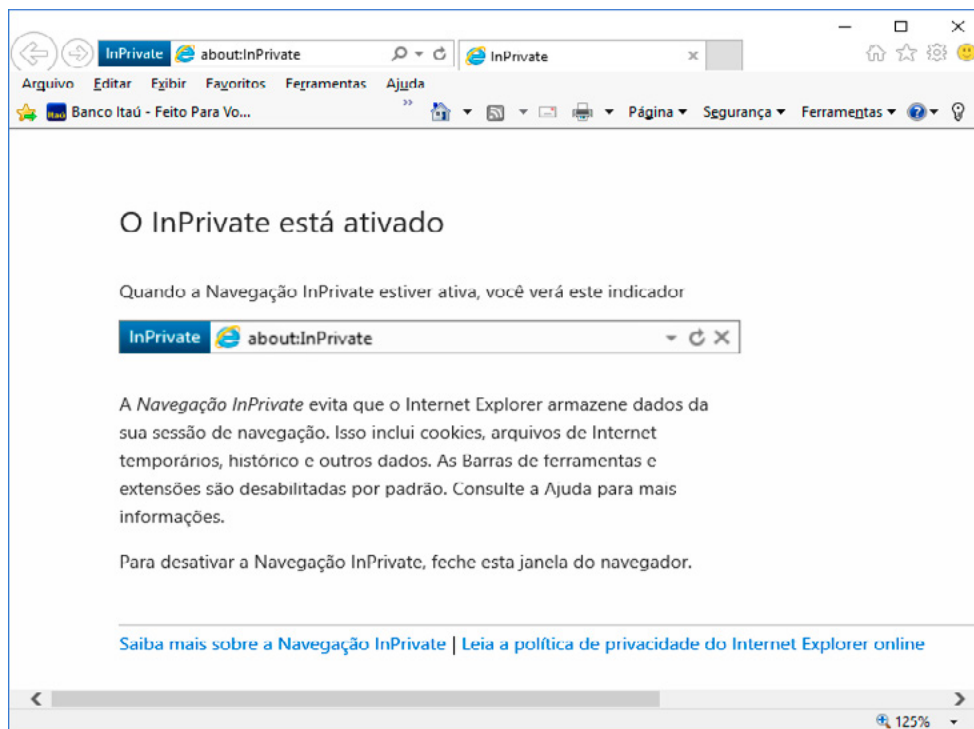 InPrivate about:InPrivate InPrivate
Arquivo Editar Exibir Favoritos Ferramentas Ajuda
Itaú Banco Itaú - Feito Para Vo... » Página Segurança Ferramentas
O InPrivate está ativado
Quando a Navegação InPrivate estiver ativa, você verá este indicador
InPrivate about:InPrivate
A Navegação InPrivate evita que o Internet Explorer armazene dados da
sua sessão de navegação. Isso inclui cookies, arquivos de Internet
temporários, histórico e outros dados. As Barras de ferramentas e
extensões são desabilitadas por padrão. Consulte a Ajuda para mais
informações.
Para desativar a Navegação InPrivate, feche esta janela do navegador.
Saiba mais sobre a Navegação InPrivate | Leia a política de privacidade do Internet Explorer online
125%